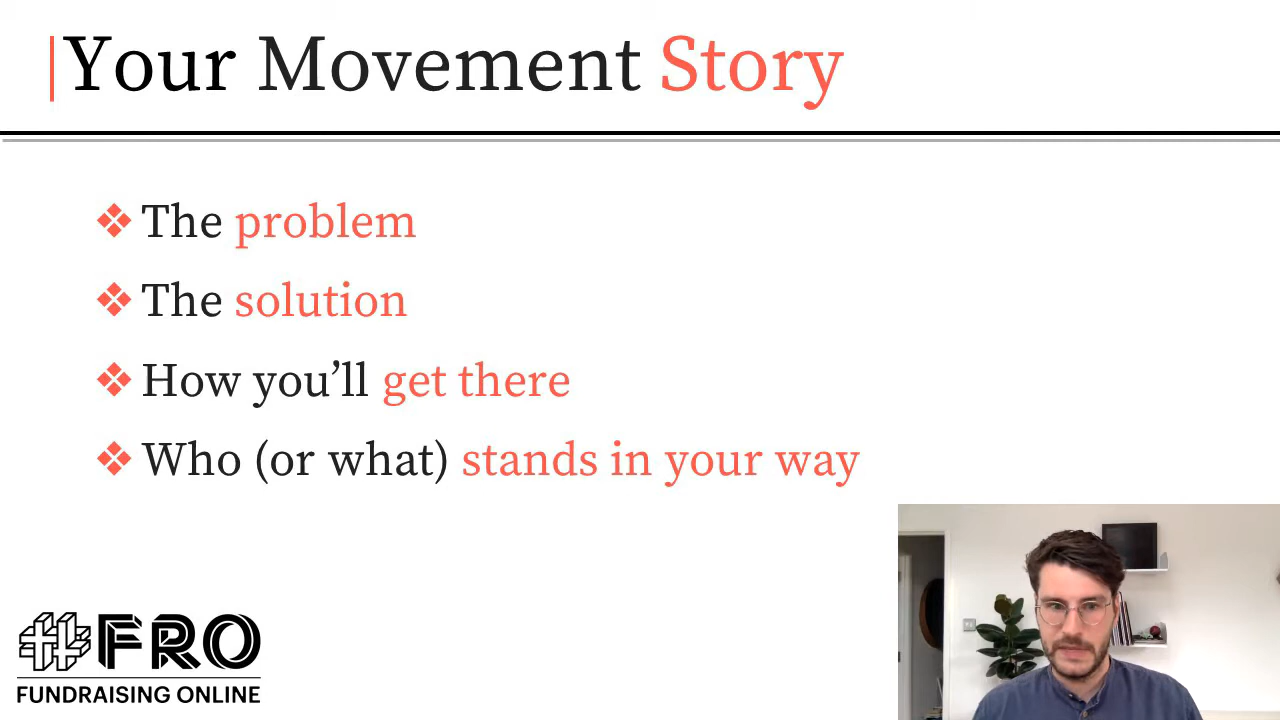 Your Movement Story
❖ The problem
❖ The solution
❖ How you’ll get there
❖ Who (or what) stands in your way
#FRO
FUNDRAISING ONLINE